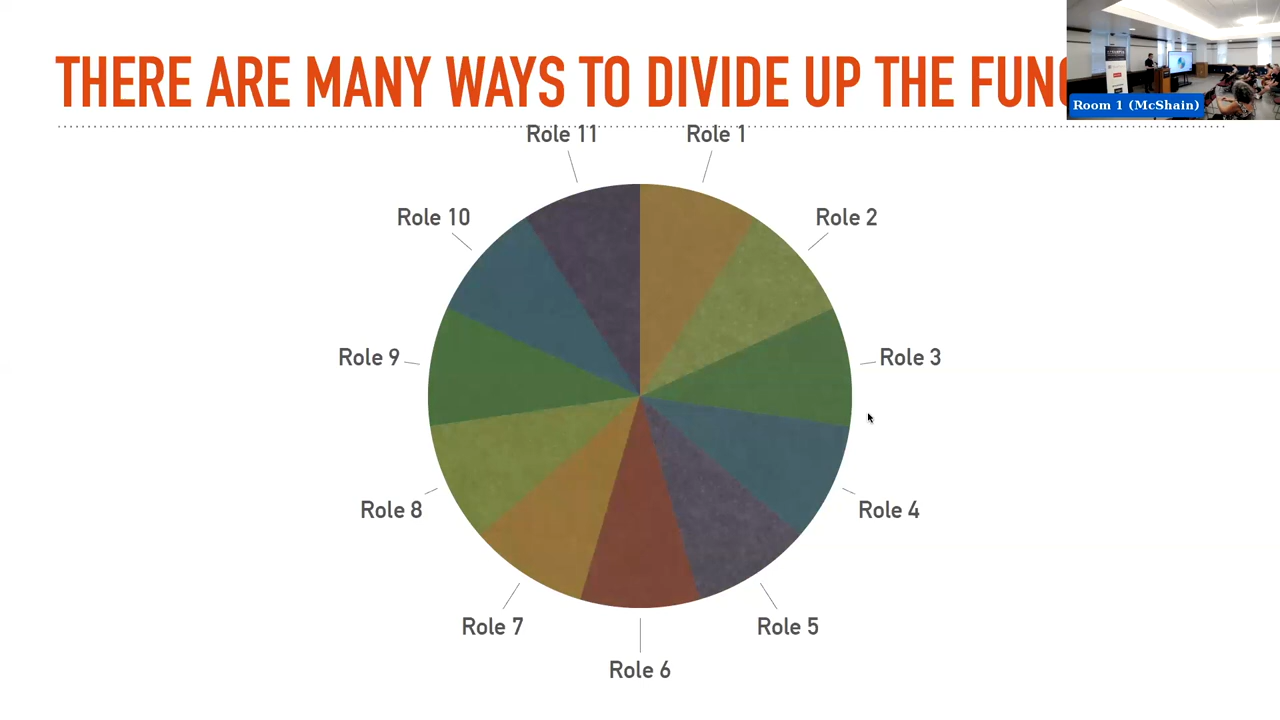 THERE ARE MANY WAYS TO DIVIDE UP THE
Room 1 (McShain)
Role 11
Role 1
Role 10
Role 2
Role 9
Role 3
Role 8
Role 4
Role 7
Role 5
Role 6